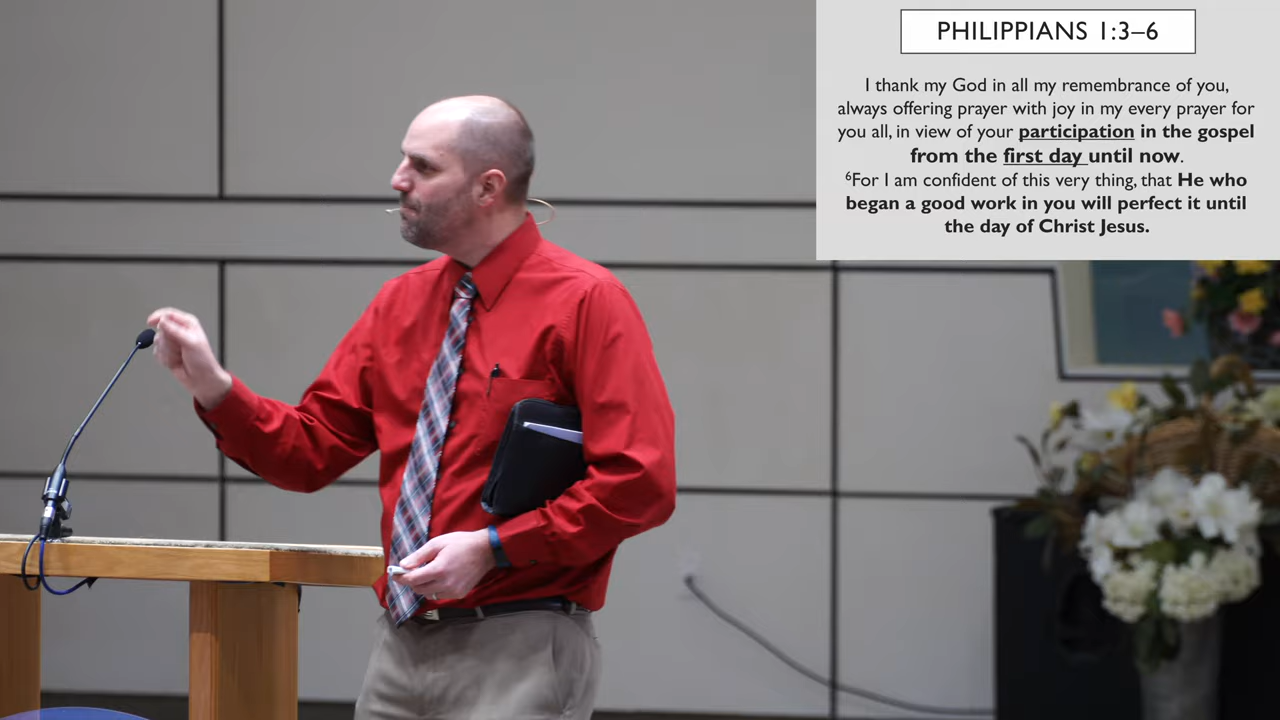 PHILIPPIANS 1:3–6
I thank my God in all my remembrance of you,
always offering prayer with joy in my every prayer for
you all, in view of your participation in the gospel
from the first day until now.
⁶For I am confident of this very thing, that He who
began a good work in you will perfect it until
the day of Christ Jesus.